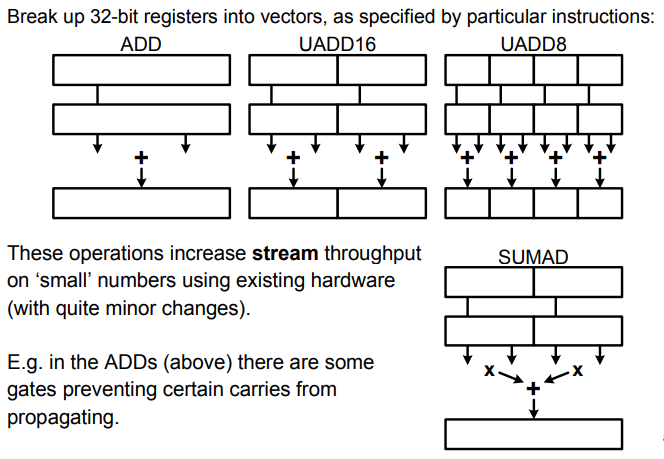 Break up 32-bit registers into vectors, as specified by particular instructions:
ADD UADD16 UADD8
+ + + + + + +
These operations increase stream throughput
on ‘small’ numbers using existing hardware
(with quite minor changes).
E.g. in the ADDs (above) there are some
gates preventing certain carries from
propagating.
SUMAD
x x
+